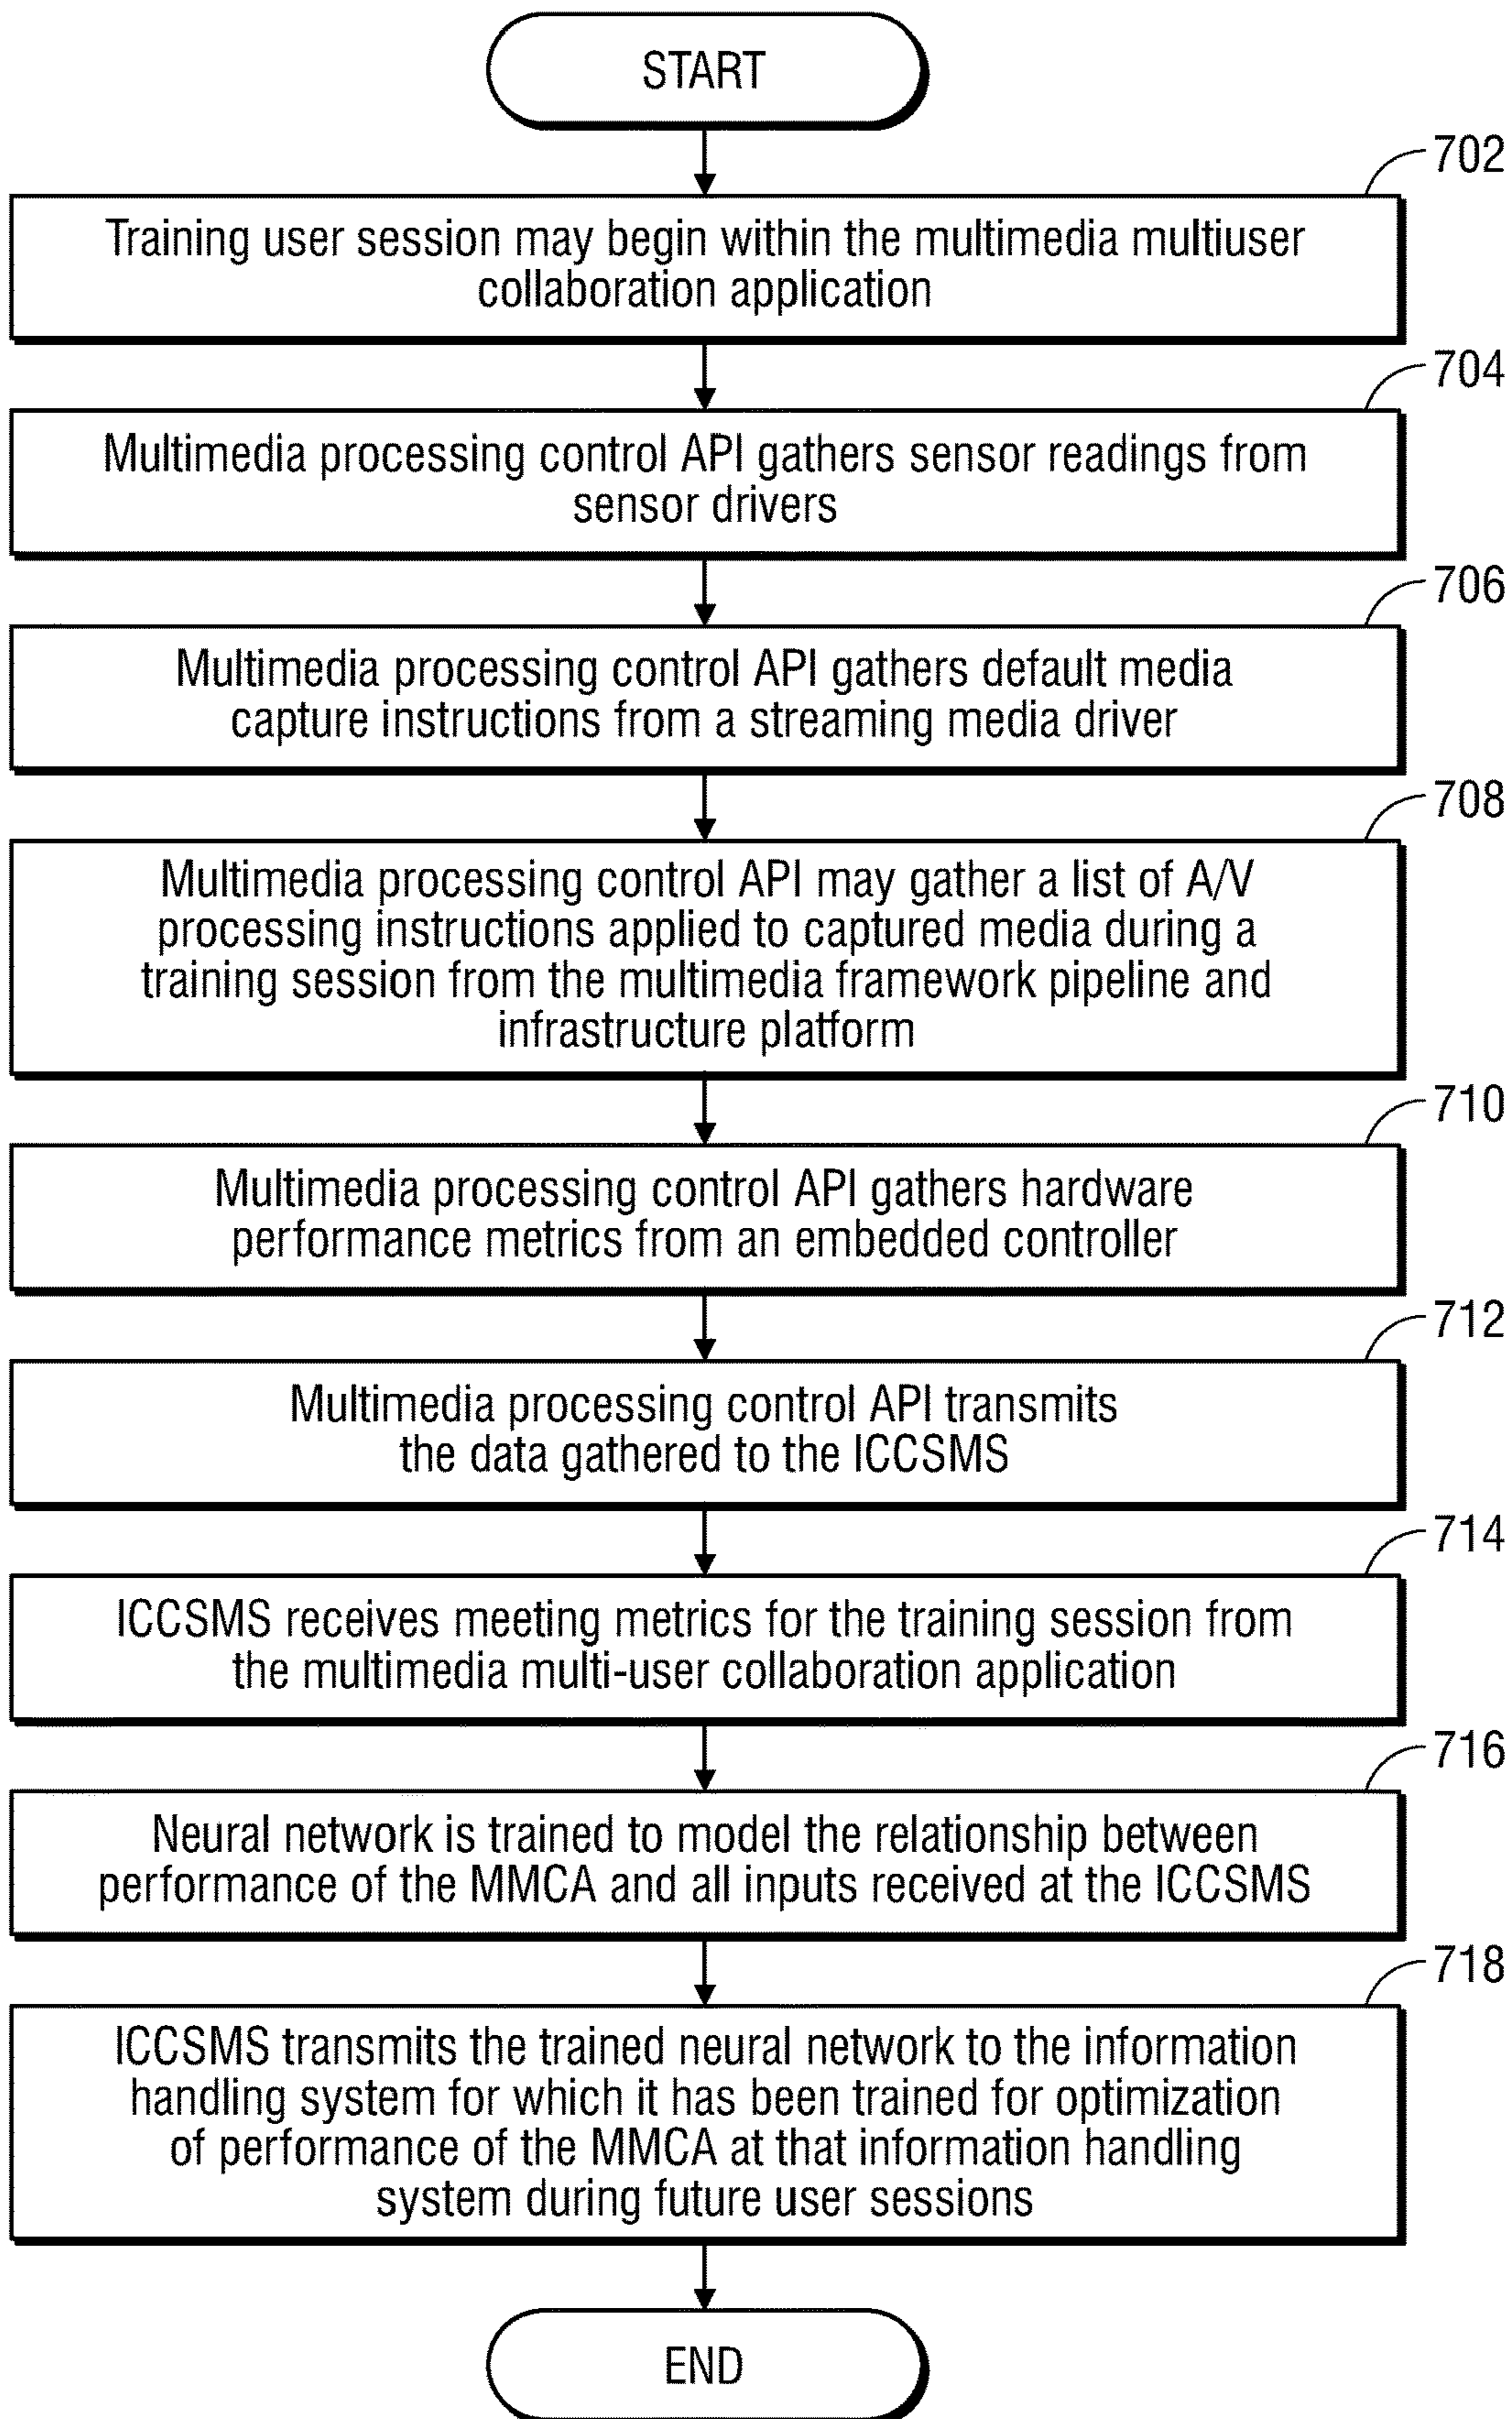 START
702
Training user session may begin within the multimedia multiuser
collaboration application
704
Multimedia processing control API gathers sensor readings from
sensor drivers
706
Multimedia processing control API gathers default media
capture instructions from a streaming media driver
708
Multimedia processing control API may gather a list of A/V
processing instructions applied to captured media during a
training session from the multimedia framework pipeline and
infrastructure platform
710
Multimedia processing control API gathers hardware
performance metrics from an embedded controller
712
Multimedia processing control API transmits
the data gathered to the ICCSMS
714
ICCSMS receives meeting metrics for the training session from
the multimedia multi-user collaboration application
716
Neural network is trained to model the relationship between
performance of the MMCA and all inputs received at the ICCSMS
718
ICCSMS transmits the trained neural network to the information
handling system for which it has been trained for optimization
of performance of the MMCA at that information handling
system during future user sessions
END